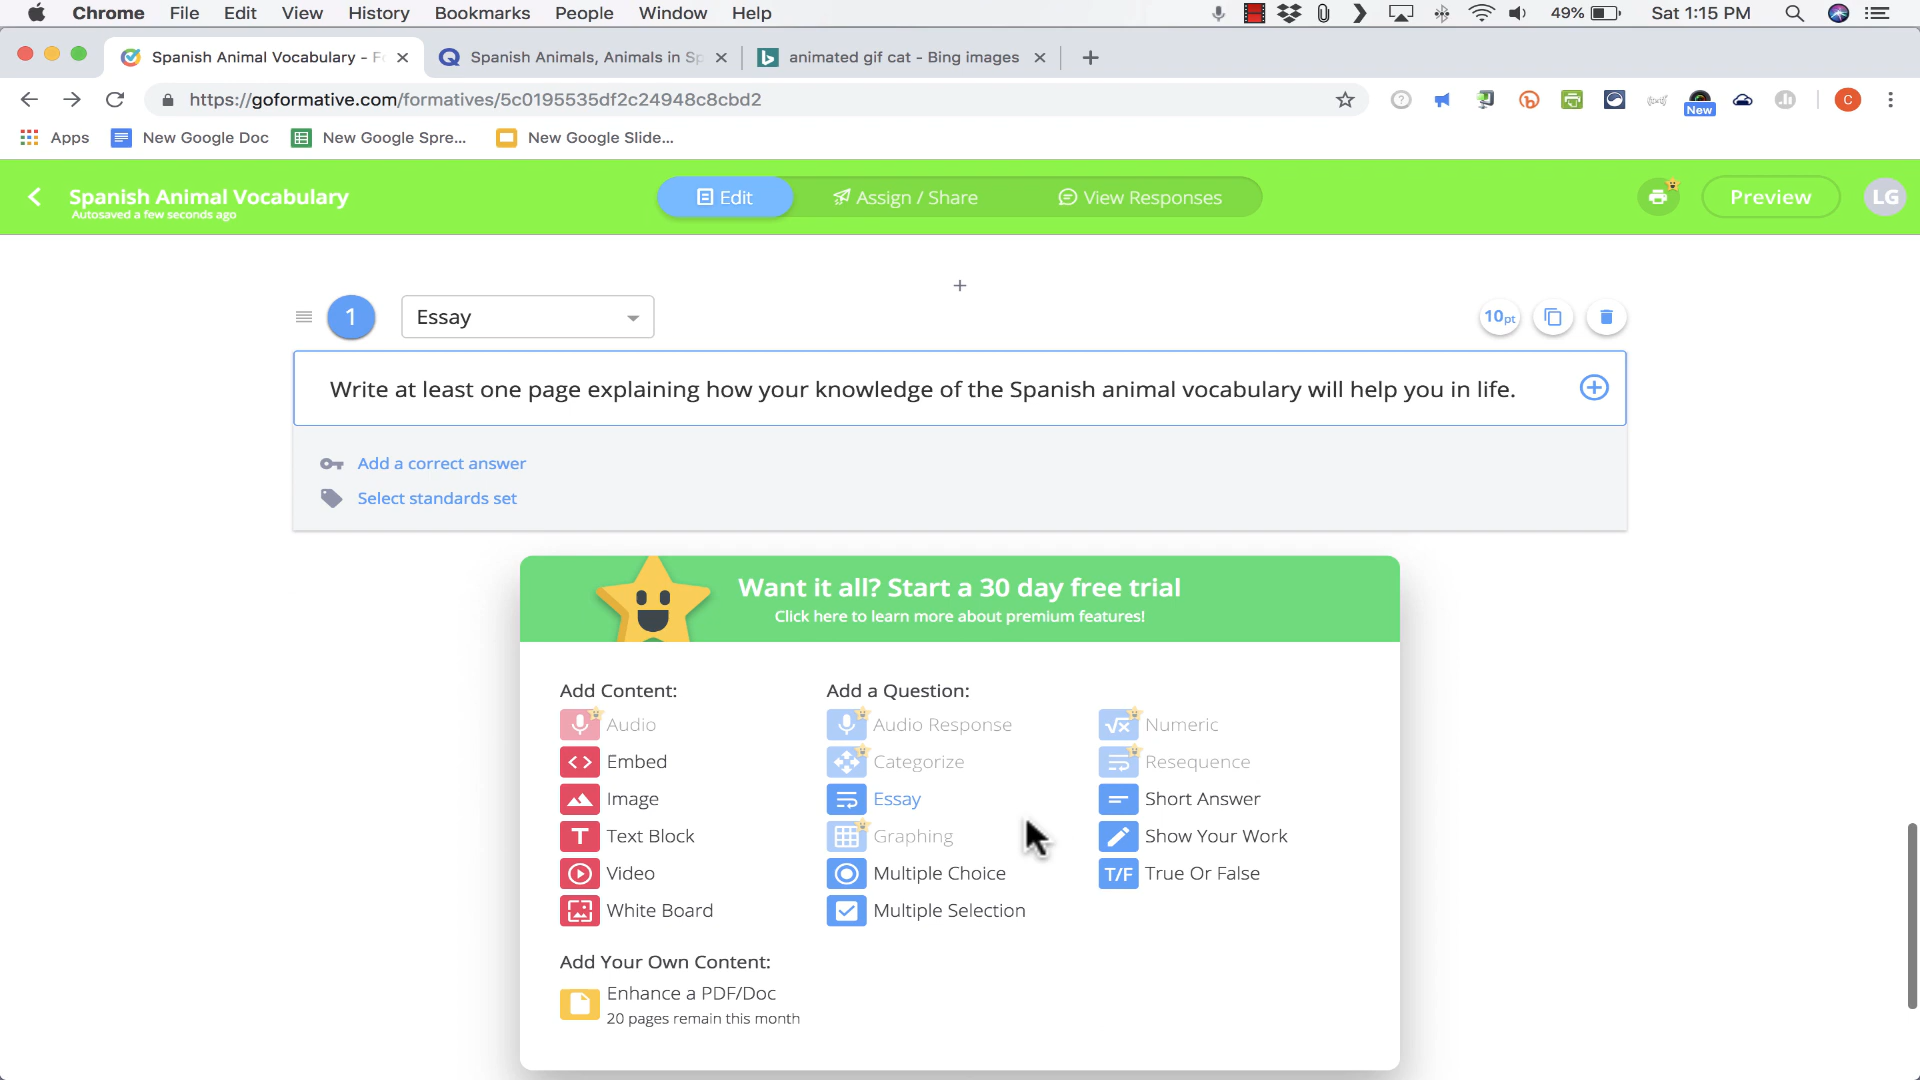 Chrome File Edit View History Bookmarks People Window Help 49% Sat 1:15 PM
Spanish Animal Vocabulary - Fo
Spanish Animals, Animals in Sp
animated gif cat - Bing images
https://goformative.com/formatives/5c0195535df2c24948c8cbd2
New
C
Apps New Google Doc New Google Spre... New Google Slide...
Spanish Animal Vocabulary
Autosaved a few seconds ago
Edit Assign / Share View Responses Preview LG
1 Essay 10pt
Write at least one page explaining how your knowledge of the Spanish animal vocabulary will help you in life.
Add a correct answer
Select standards set
Want it all? Start a 30 day free trial
Click here to learn more about premium features!
Add Content:
Audio
Embed
Image
T Text Block
Video
White Board
Add a Question:
Audio Response
Categorize
Essay
Graphing
Multiple Choice
Multiple Selection
√x Numeric
Resequence
Short Answer
Show Your Work
T/F True Or False
Add Your Own Content:
Enhance a PDF/Doc
20 pages remain this month